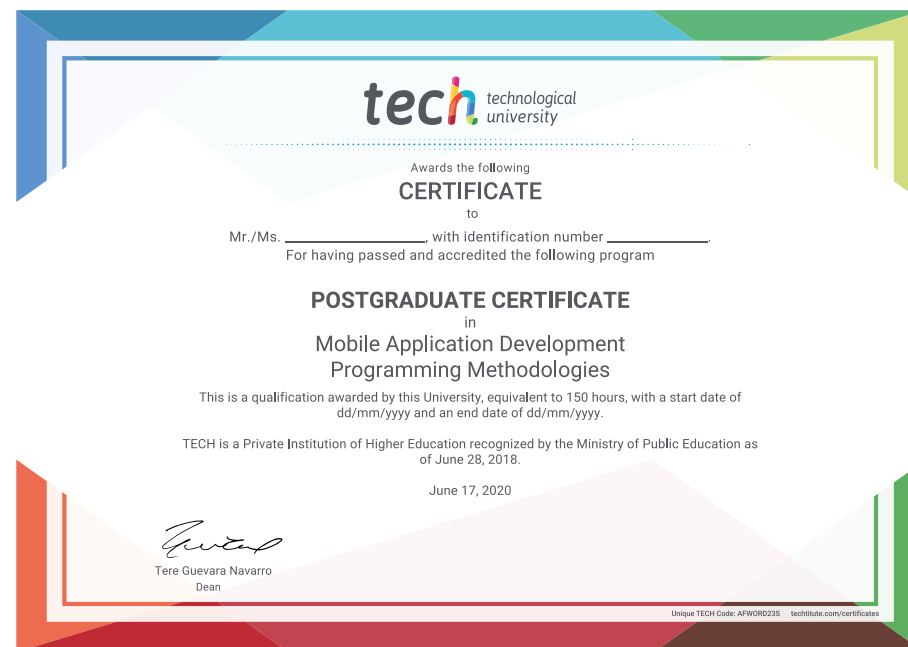 tech technological
university
Awards the following
CERTIFICATE
to
Mr./Ms. ____________, with identification number ____________.
For having passed and accredited the following program
POSTGRADUATE CERTIFICATE
in
Mobile Application Development
Programming Methodologies
This is a qualification awarded by this University, equivalent to 150 hours, with a start date of
dd/mm/yyyy and an end date of dd/mm/yyyy.
TECH is a Private Institution of Higher Education recognized by the Ministry of Public Education as
of June 28, 2018.
June 17, 2020
Tere Guevara Navarro
Dean
Unique TECH Code: AFWORD23S techtitute.com/certificates